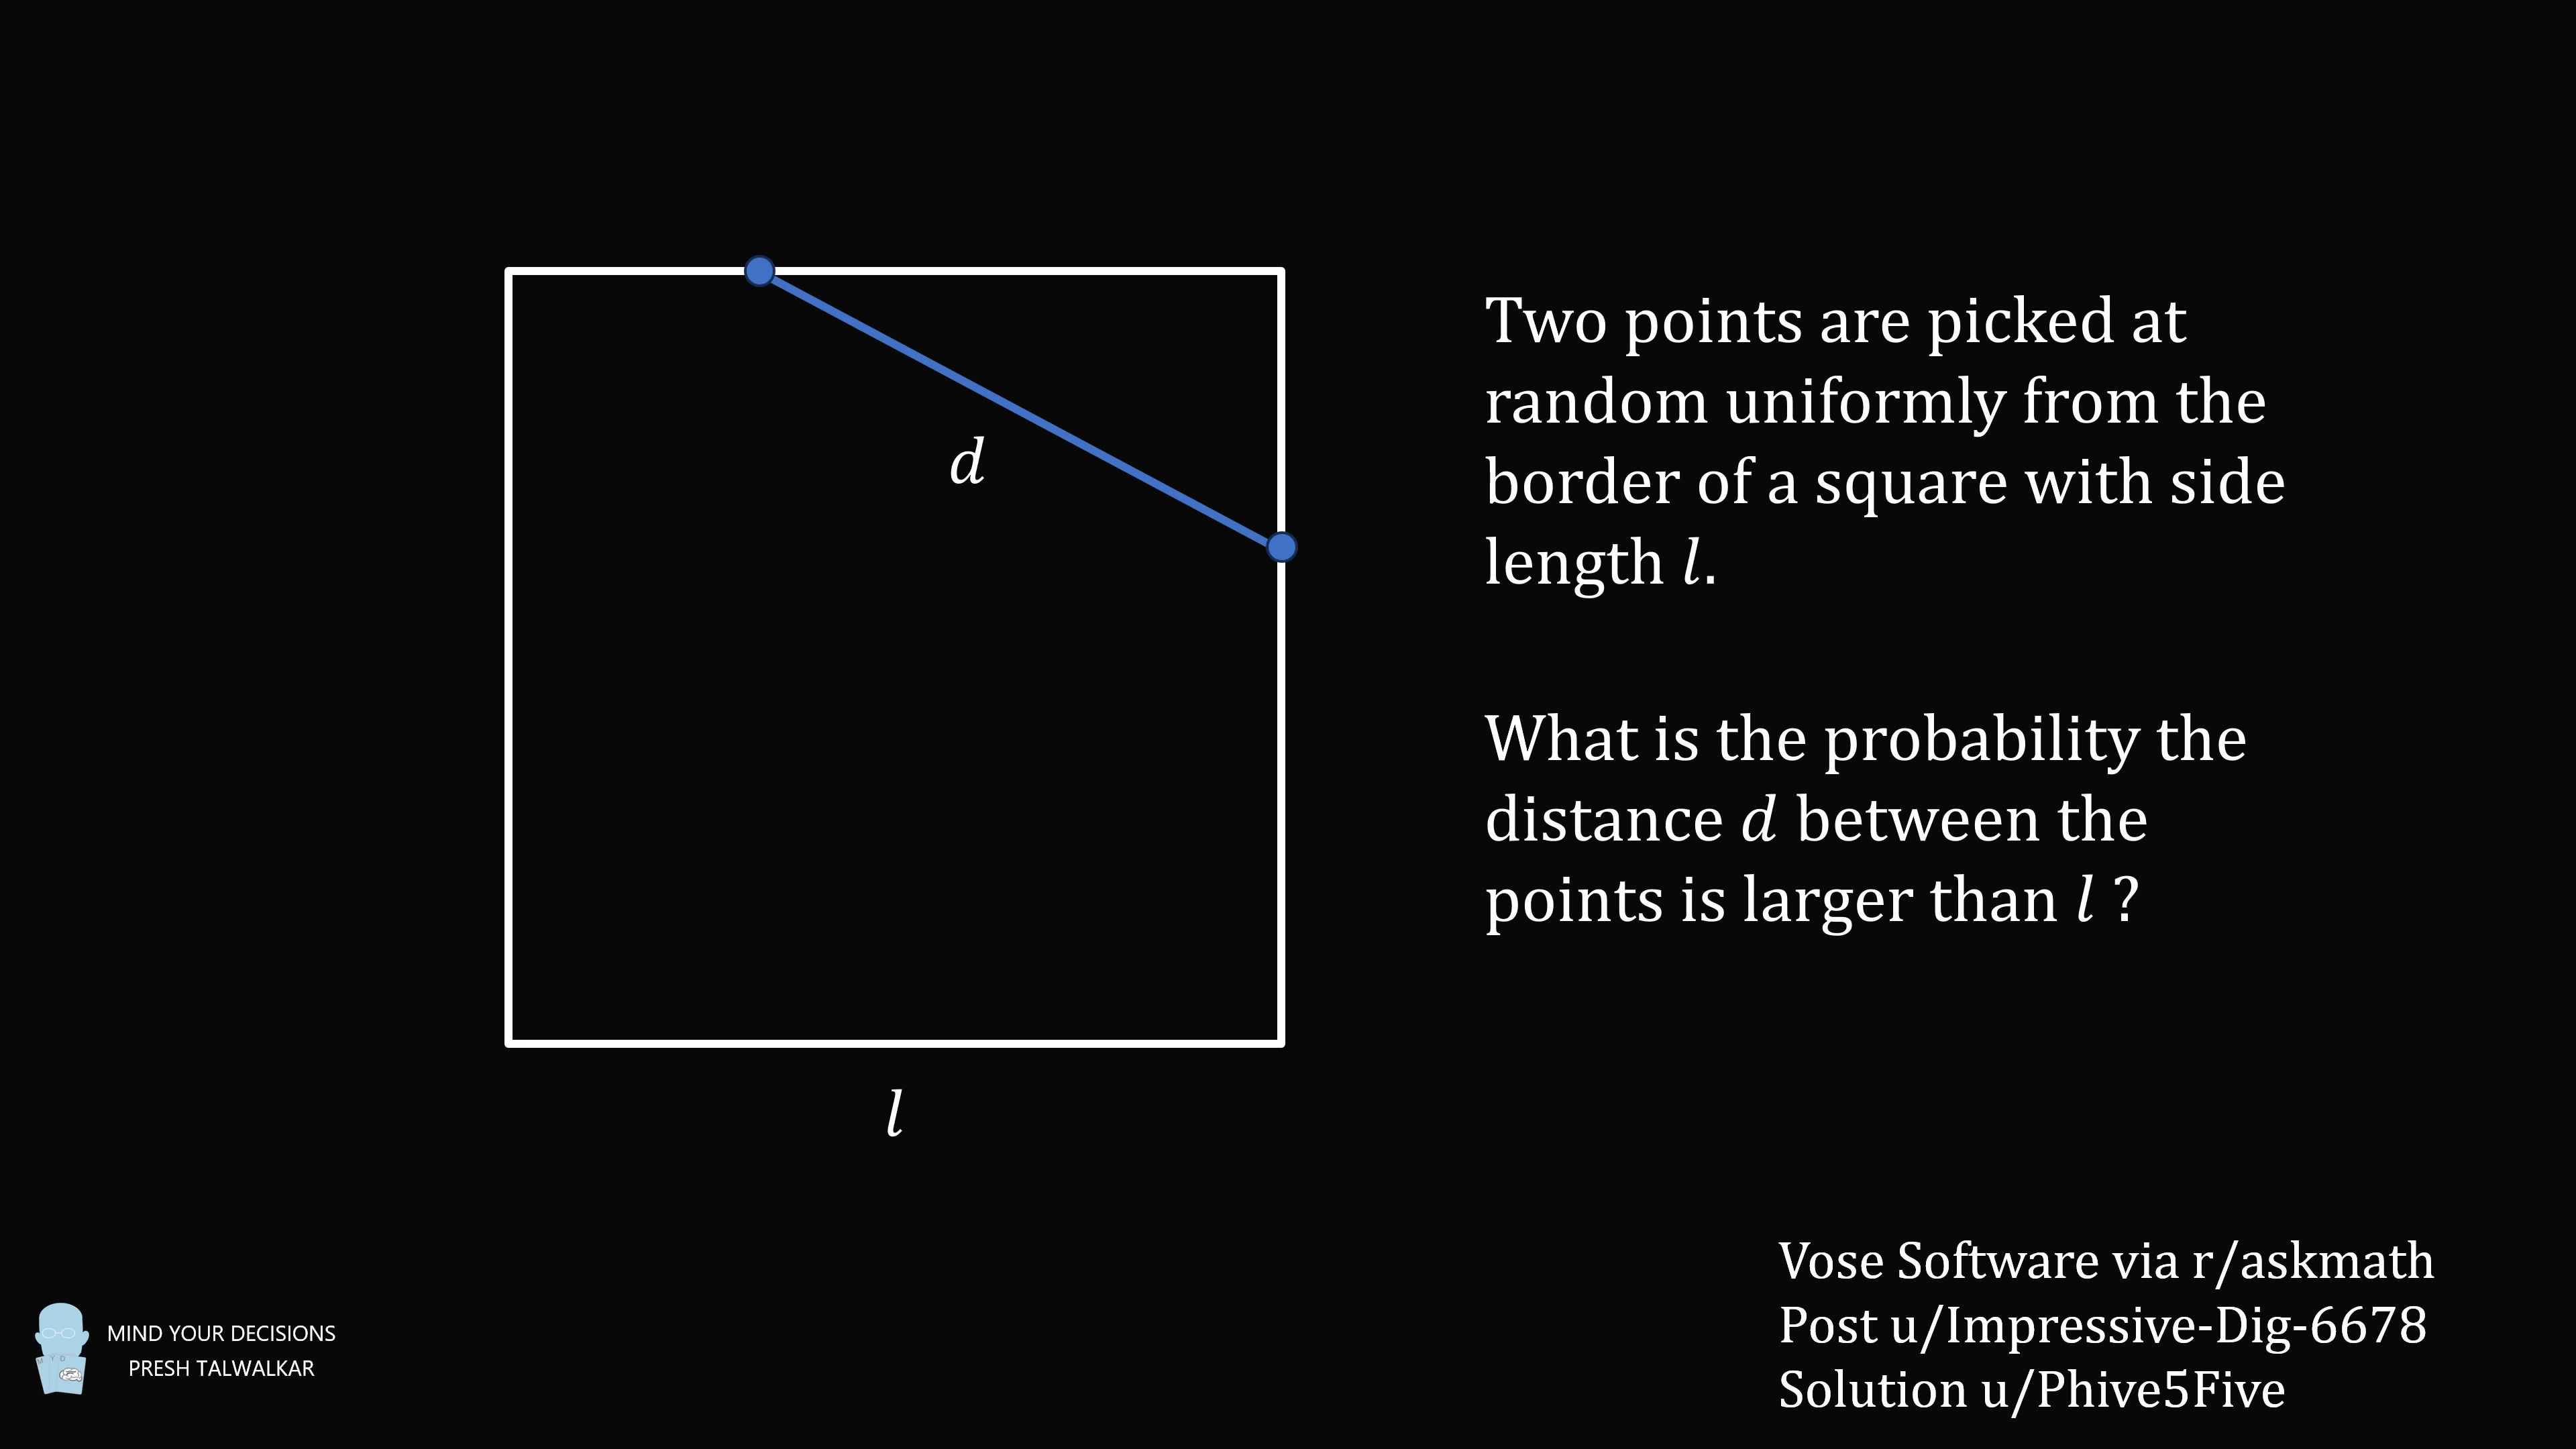 d
l
Two points are picked at
random uniformly from the
border of a square with side
length l.
What is the probability the
distance d between the
points is larger than l ?
Vose Software via r/askmath
Post u/Impressive-Dig-6678
Solution u/Phive5Five
MIND YOUR DECISIONS
PRESH TALWALKAR